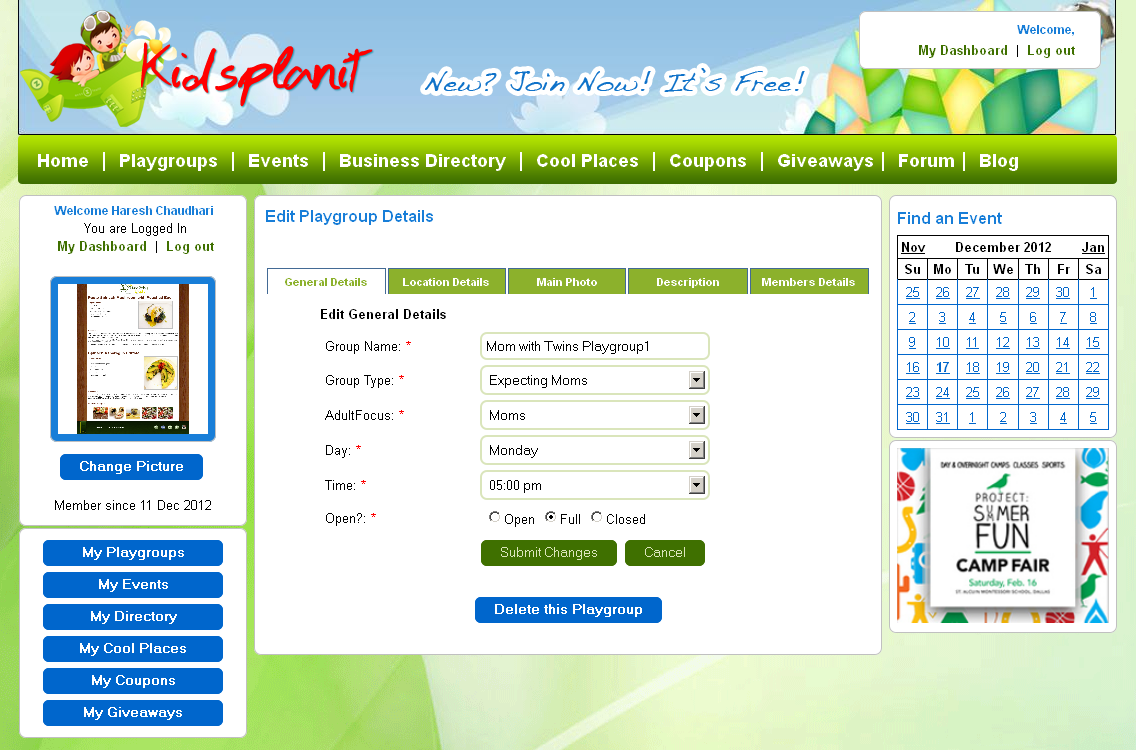 Kidsplanit
New? Join Now! It's Free!
Welcome,
My Dashboard | Log out
Home | Playgroups | Events | Business Directory | Cool Places | Coupons | Giveaways | Forum | Blog
Welcome Haresh Chaudhari
You are Logged In
My Dashboard | Log out
Change Picture
Member since 11 Dec 2012
My Playgroups
My Events
My Directory
My Cool Places
My Coupons
My Giveaways
Edit Playgroup Details
General Details
Location Details
Main Photo
Description
Members Details
Edit General Details
Group Name: * Mom with Twins Playgroup1
Group Type: * Expecting Moms
AdultFocus: * Moms
Day: * Monday
Time: * 05:00 pm
Open?: * Open Full Closed
Submit Changes
Cancel
Delete this Playgroup
Find an Event
Nov December 2012 Jan
Su Mo Tu We Th Fr Sa
25 26 27 28 29 30 1
2 3 4 5 6 7 8
9 10 11 12 13 14 15
16 17 18 19 20 21 22
23 24 25 26 27 28 29
30 31 1 2 3 4 5
DAY & OVERNIGHT CAMPS CLASSES SPORTS
PROJECT:
SUMMER
FUN
CAMP FAIR
Saturday, Feb. 16
ST. ALCUIN MONTESSORI SCHOOL, DALLAS